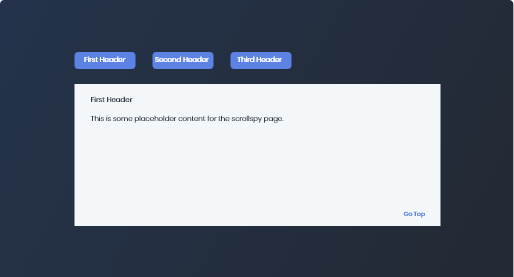 First Header
Second Header
Third Header
First Header
This is some placeholder content for the scrollspy page.
Go Top